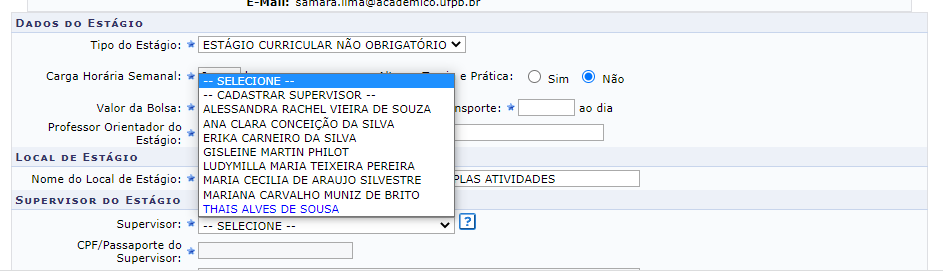 E-Mail: samara.lima@academico.ufpb.br
DADOS DO ESTÁGIO
Tipo do Estágio: ESTÁGIO CURRICULAR NÃO OBRIGATÓRIO
Carga Horária Semanal: e Prática: Sim Não
-- SELECIONE --
-- CADASTRAR SUPERVISOR --
ALESSANDRA RACHEL VIEIRA DE SOUZA
ANA CLARA CONCEIÇÃO DA SILVA
ERIKA CARNEIRO DA SILVA
GISLEINE MARTIN PHILOT
LUDYMILLA MARIA TEIXEIRA PEREIRA
MARIA CECILIA DE ARAUJO SILVESTRE
MARIANA CARVALHO MUNIZ DE BRITO
THAIS ALVES DE SOUSA
Valor da Bolsa: nsporte: ao dia
Professor Orientador do
Estágio:
LOCAL DE ESTÁGIO
Nome do Local de Estágio: PLAS ATIVIDADES
SUPERVISOR DO ESTÁGIO
Supervisor: -- SELECIONE -- ?
CPF/Passaporte do
Supervisor: